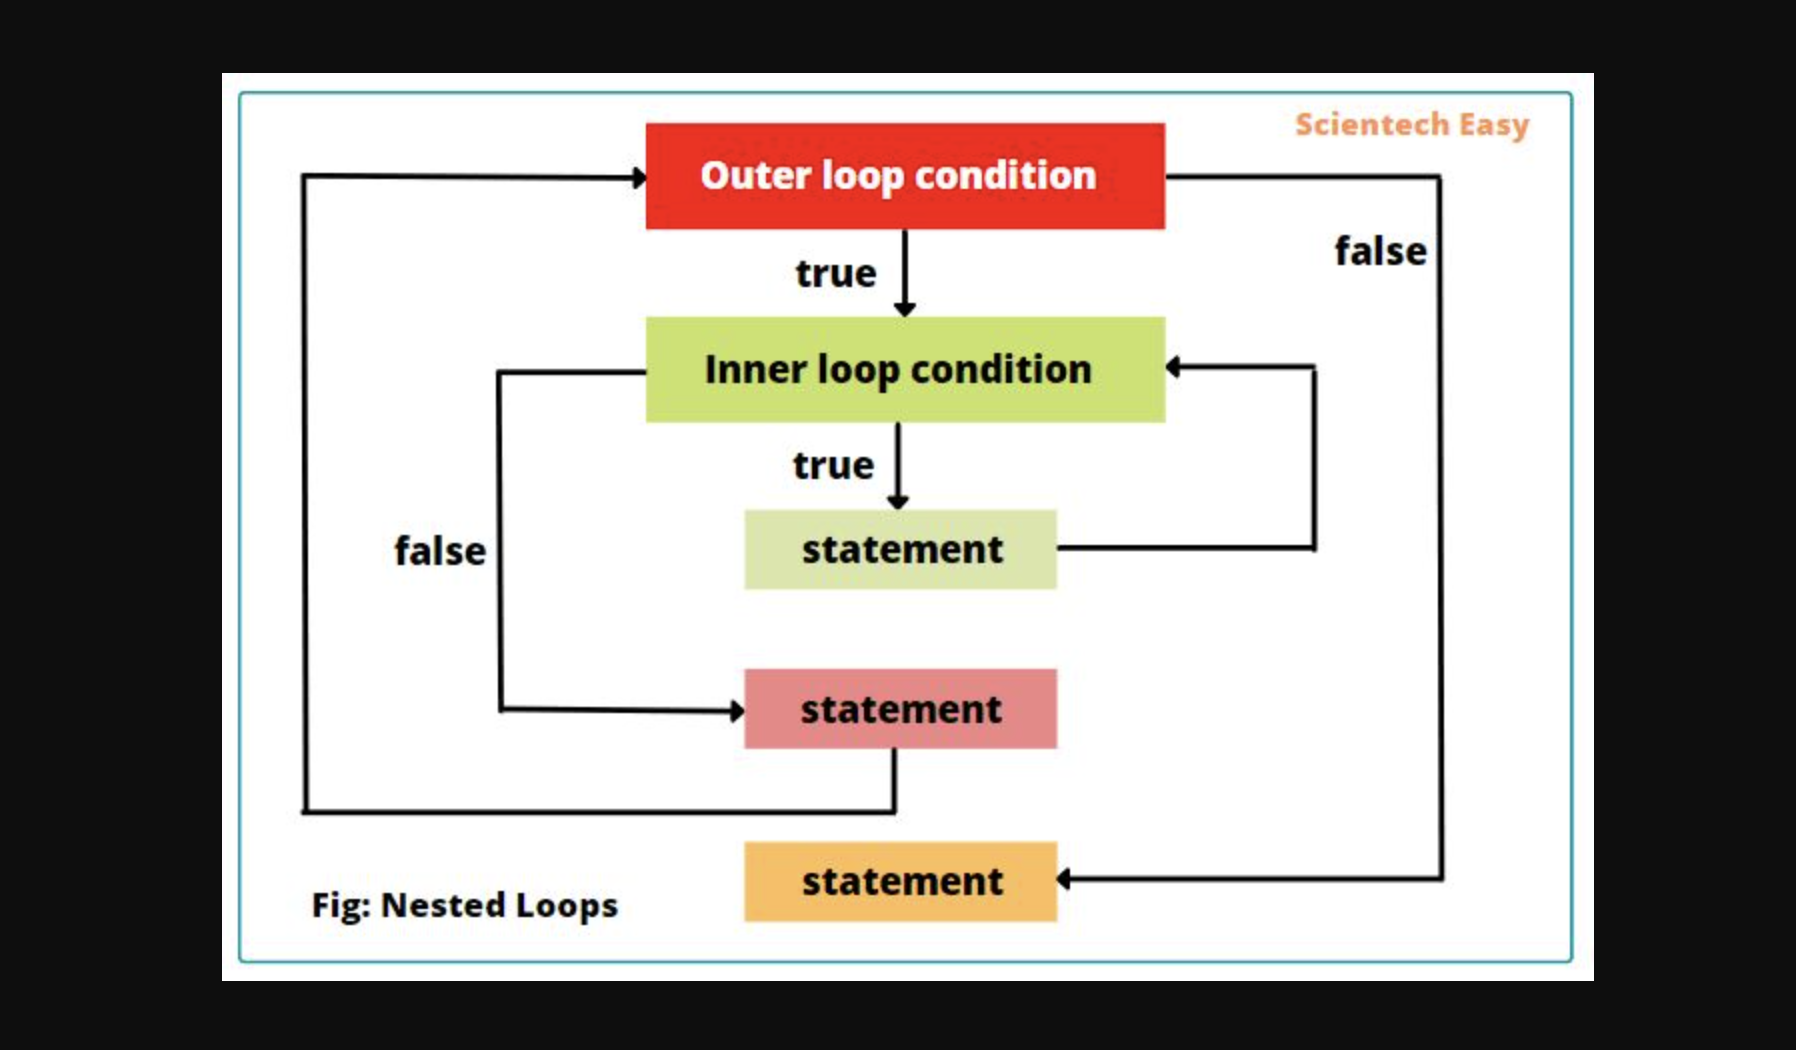 Scientech Easy
Outer loop condition
false
true
Inner loop condition
true
false
statement
statement
statement
Fig: Nested Loops